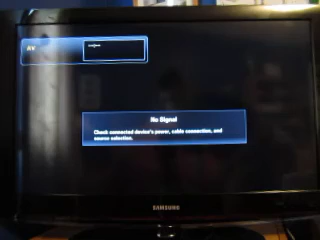 AV
No Signal
Check connected device's power, cable connection, and
source selection.
SAMSUNG